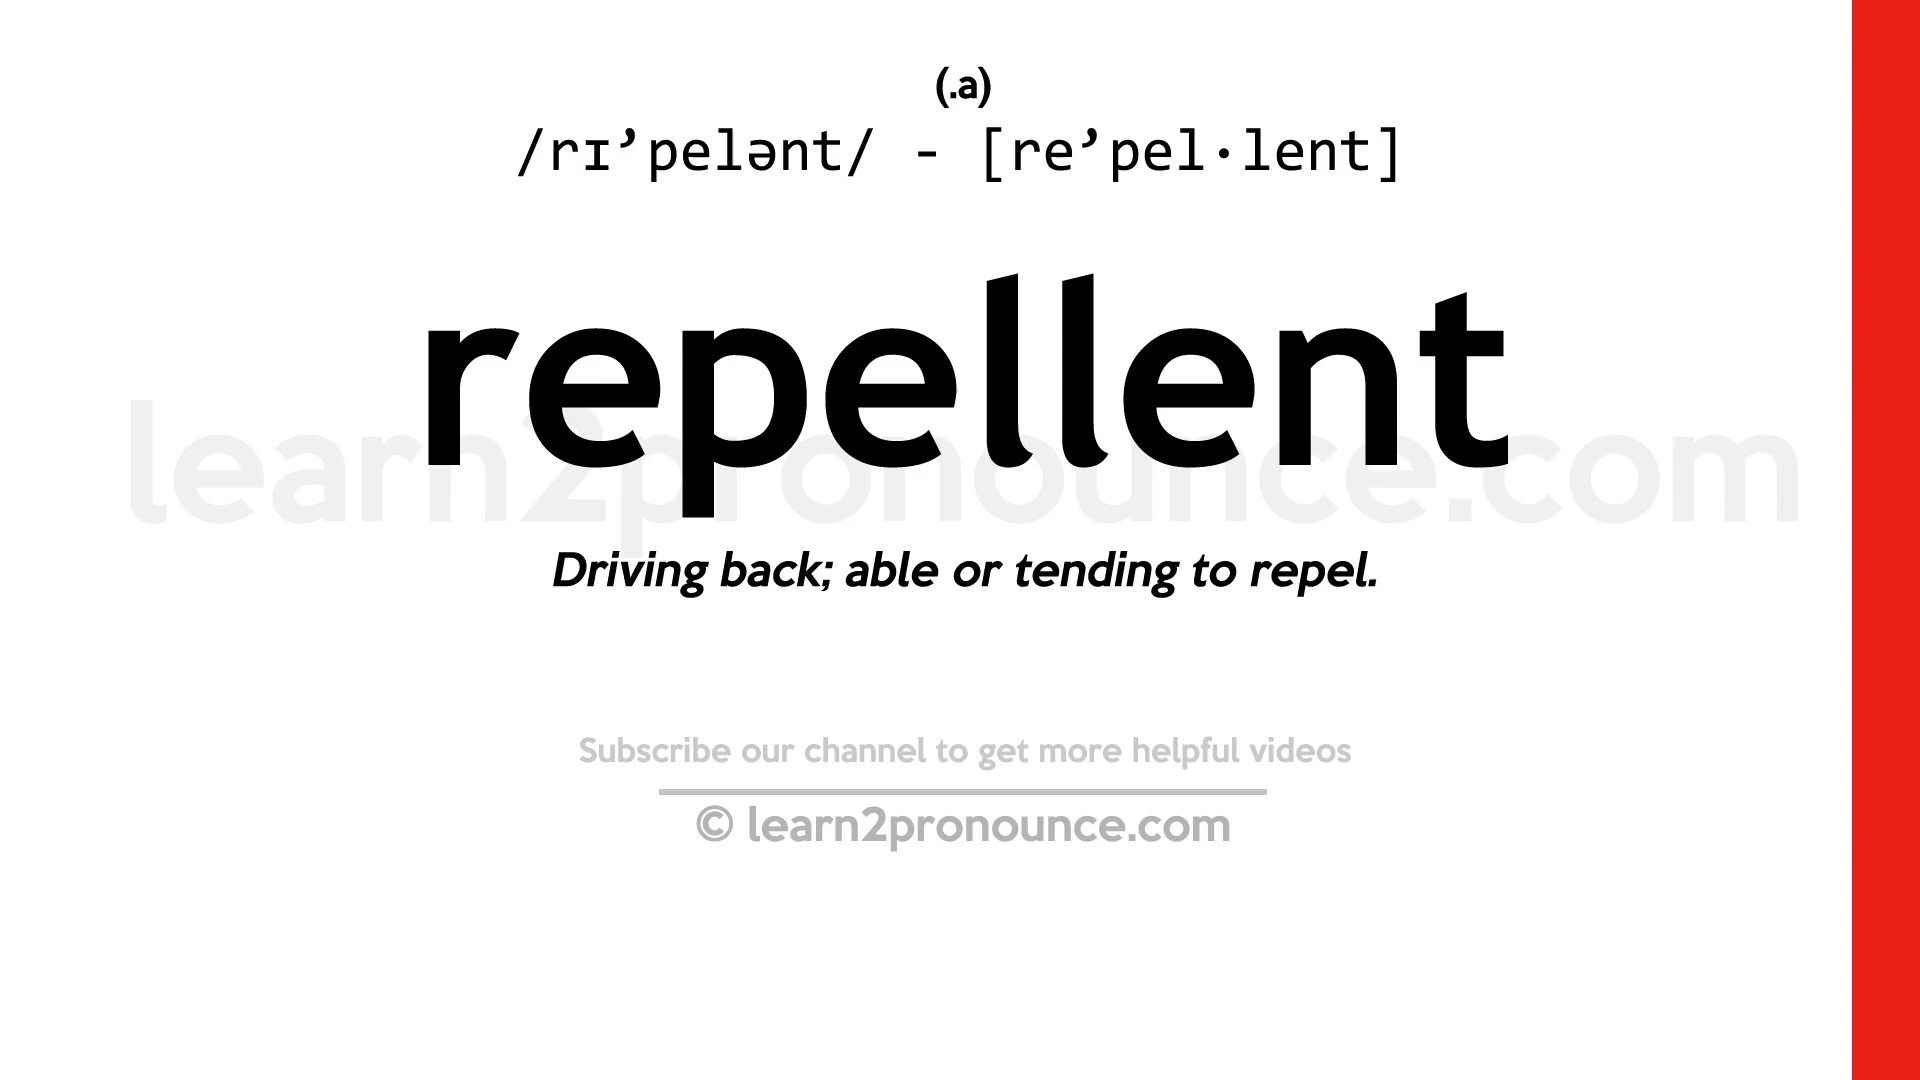 (.a)
/rɪ’pelənt/ - [re’pel·lent]
repellent
learn2pronounce.com
Driving back; able or tending to repel.
Subscribe our channel to get more helpful videos
© learn2pronounce.com